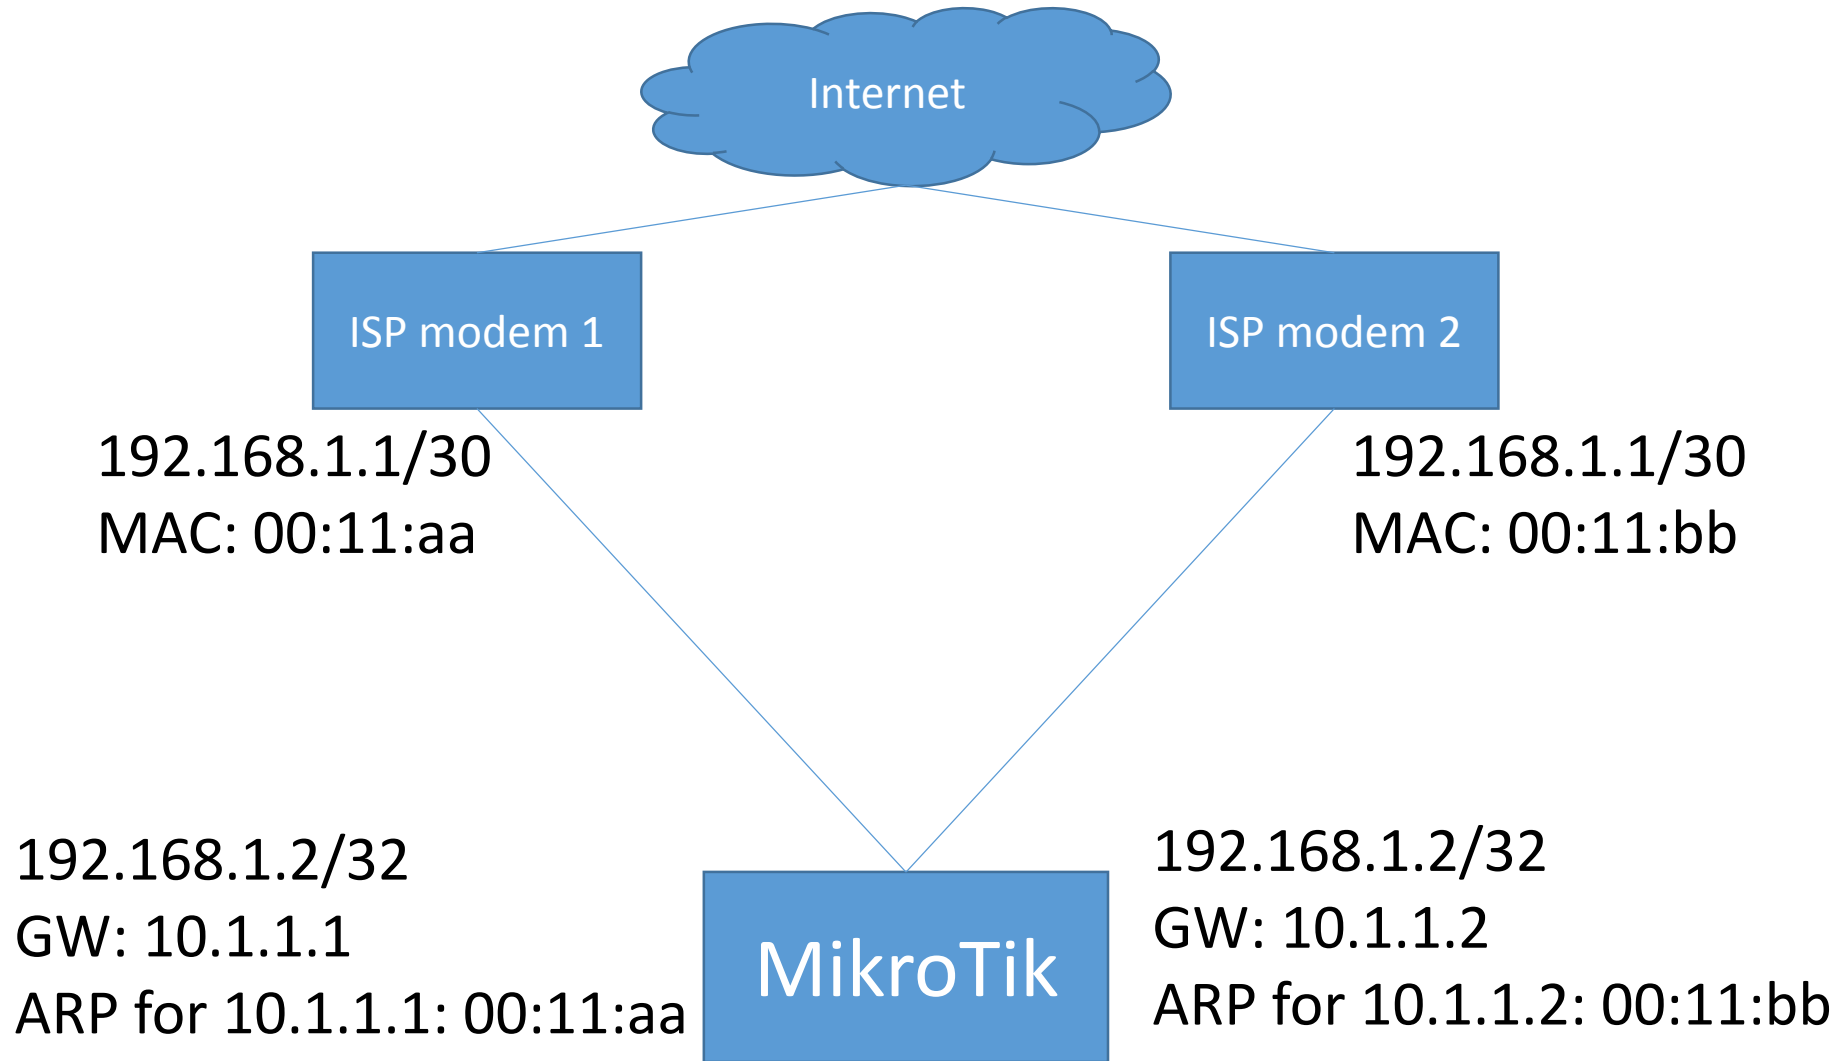 Internet
ISP modem 1
ISP modem 2
192.168.1.1/30
MAC: 00:11:aa
192.168.1.1/30
MAC: 00:11:bb
192.168.1.2/32
GW: 10.1.1.1
ARP for 10.1.1.1: 00:11:aa
MikroTik
192.168.1.2/32
GW: 10.1.1.2
ARP for 10.1.1.2: 00:11:bb